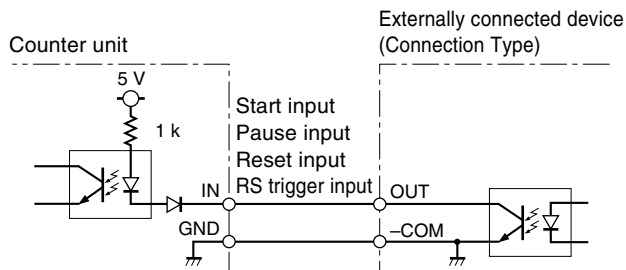 Externally connected device
(Connection Type)
Counter unit
5 V
1 k
Start input
Pause input
Reset input
RS trigger input
IN
OUT
GND
–COM